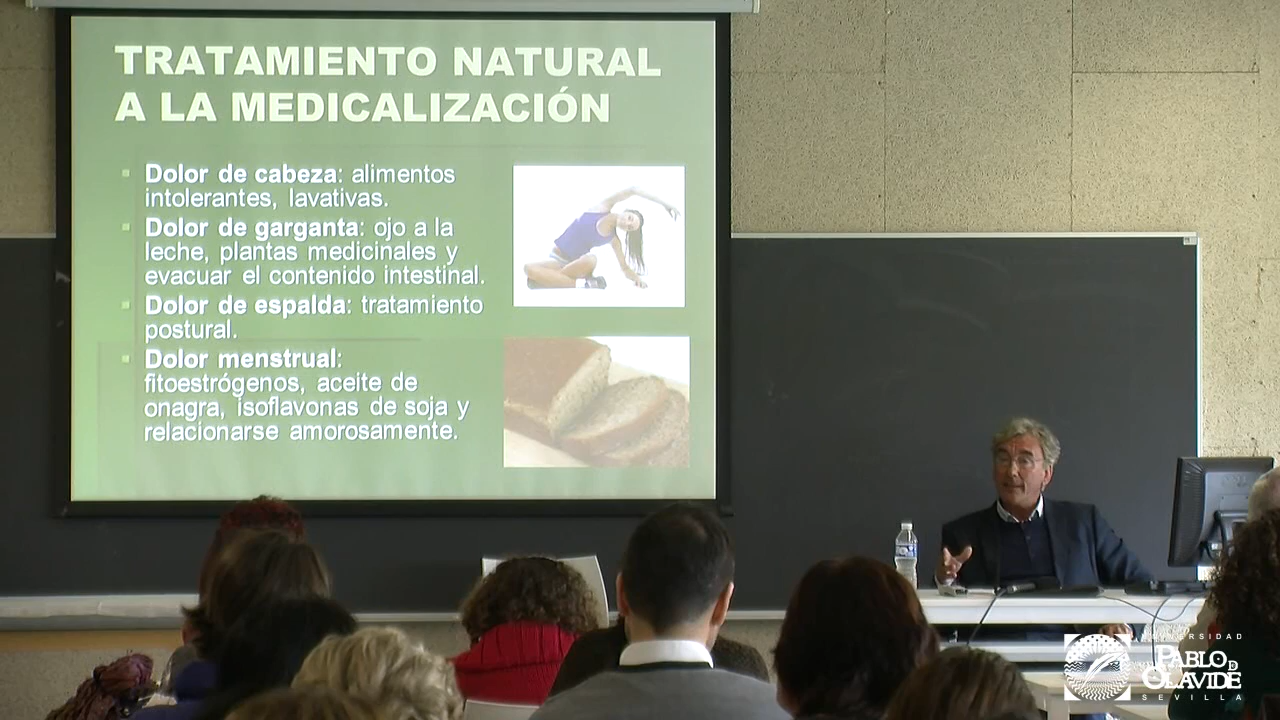 TRATAMIENTO NATURAL
A LA MEDICALIZACIÓN
Dolor de cabeza: alimentos
intolerantes, lavativas.
Dolor de garganta: ojo a la
leche, plantas medicinales y
evacuar el contenido intestinal.
Dolor de espalda: tratamiento
postural.
Dolor menstrual:
fitoestrógenos, aceite de
onagra, isoflavonas de soja y
relacionarse amorosamente.
UNIVERSIDAD
PABLO D
OLAVIDE
SEVILLA